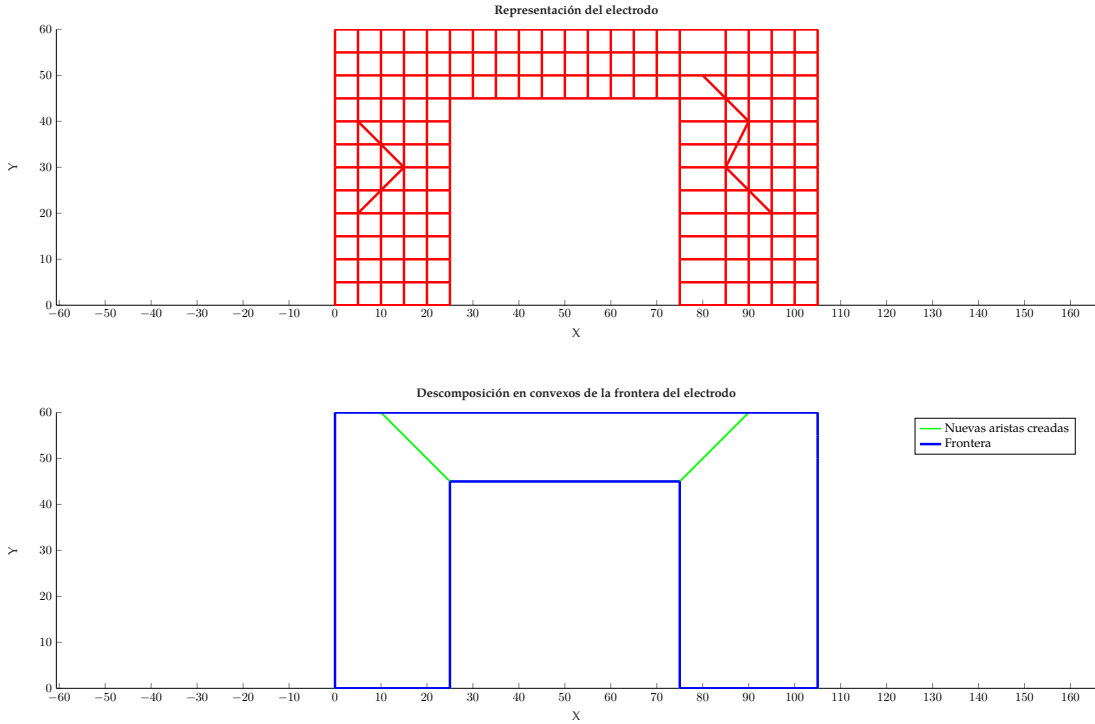 Representación del electrodo
60
50
40
30
20
10
0
Y
−60 −50 −40 −30 −20 −10 0 10 20 30 40 50 60 70 80 90 100 110 120 130 140 150 160
X
Descomposición en convexos de la frontera del electrodo
60
50
40
30
20
10
0
Y
Nuevas aristas creadas
Frontera
−60 −50 −40 −30 −20 −10 0 10 20 30 40 50 60 70 80 90 100 110 120 130 140 150 160
X